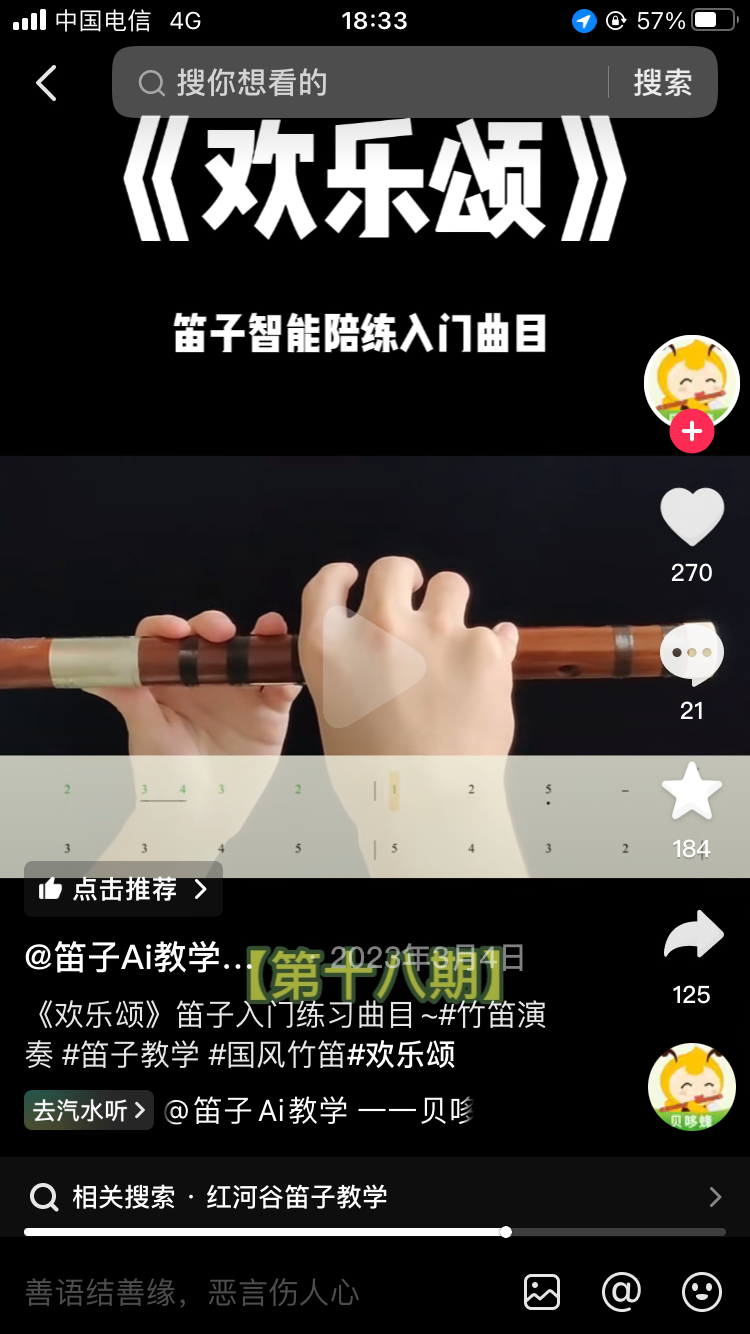 中国电信 4G 18:33 57%
搜你想看的 搜索
《欢乐颂》
笛子智能陪练入门曲目
270
21
2 3 4 3 2 | 1 2 5 –
3 3 4 5 | 5 4 3 2
184
点击推荐
@笛子Ai教学... · 2023年3月4日
【第十八期】
125
《欢乐颂》笛子入门练习曲目~#竹笛演
奏 #笛子教学 #国风竹笛#欢乐颂
去汽水听 @笛子Ai教学 一一贝哆
贝哆蜂
相关搜索 · 红河谷笛子教学
善语结善缘，恶言伤人心